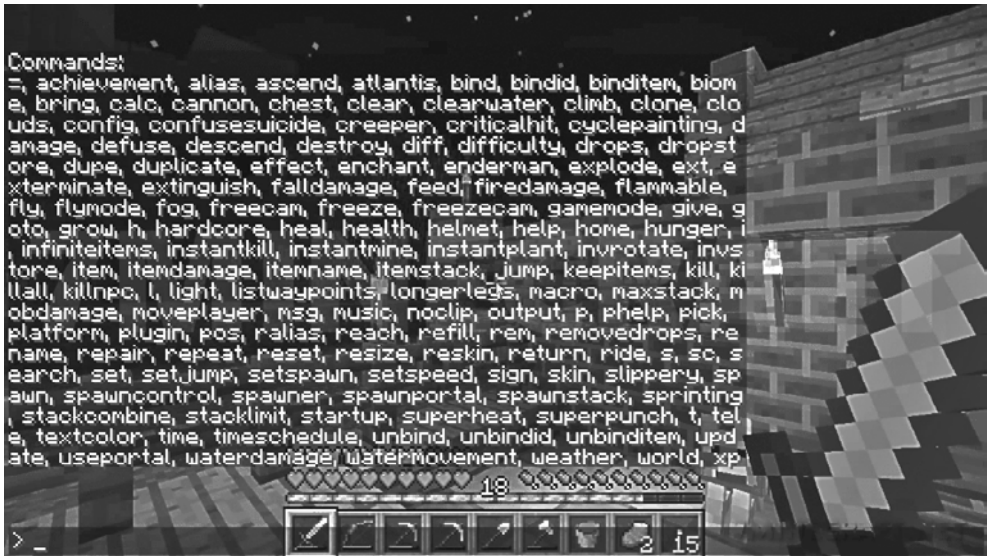 Commands:
=, achievement, alias, ascend, atlantis, bind, bindid, binditem, biom
e, bring, calc, cannon, chest, clear, clearwater, climb, clone, clo
uds, config, confusesuicide, creeper, criticalhit, cyclepainting, d
amage, defuse, descend, destroy, diff, difficulty, drops, dropst
ore, dupe, duplicate, effect, enchant, enderman, explode, ext, e
xterminate, extinguish, falldamage, feed, firedamage, flammable,
fly, flymode, fog, freecam, freeze, freezecam, gamemode, give, g
oto, grow, h, hardcore, heal, health, helmet, help, home, hunger, i
, infiniteitems, instantkill, instantmine, instantplant, invrotate, invs
tore, item, itemdamage, itemname, itemstack, jump, keepitems, kill, ki
llall, killnpc, l, light, listwaypoints, longerlegs, macro, maxstack, m
obdamage, moveplayer, msg, music, noclip, output, p, phelp, pick,
platform, plugin, pos, ralias, reach, refill, rem, removedrops, re
name, repair, repeat, reset, resize, reskin, return, ride, s, sc, s
earch, set, setjump, setspawn, setspeed, sign, skin, slippery, sp
awn, spawncontrol, spawner, spawnportal, spawnstack, sprinting
, stackcombine, stacklimit, startup, superheat, superpunch, t, tel
e, textcolor, time, timeschedule, unbind, unbindid, unbinditem, upd
ate, useportal, waterdamage, watermovement, weather, world, xp
18
2 15
> _